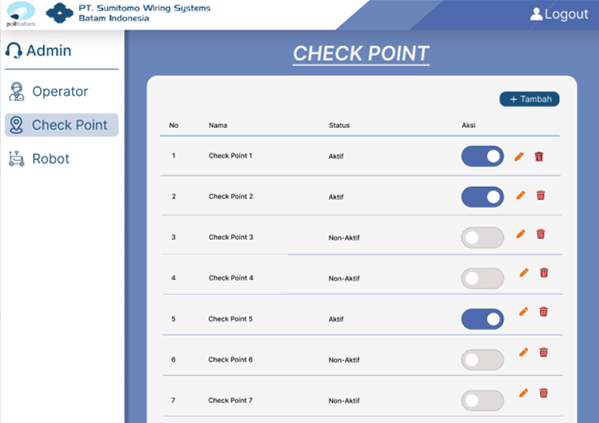 polibatam
PT. Sumitomo Wiring Systems
Batam Indonesia
Logout
Admin
Operator
Check Point
Robot
CHECK POINT
+ Tambah
No Nama Status Aksi
1 Check Point 1 Aktif
2 Check Point 2 Aktif
3 Check Point 3 Non-Aktif
4 Check Point 4 Non-Aktif
5 Check Point 5 Aktif
6 Check Point 6 Non-Aktif
7 Check Point 7 Non-Aktif